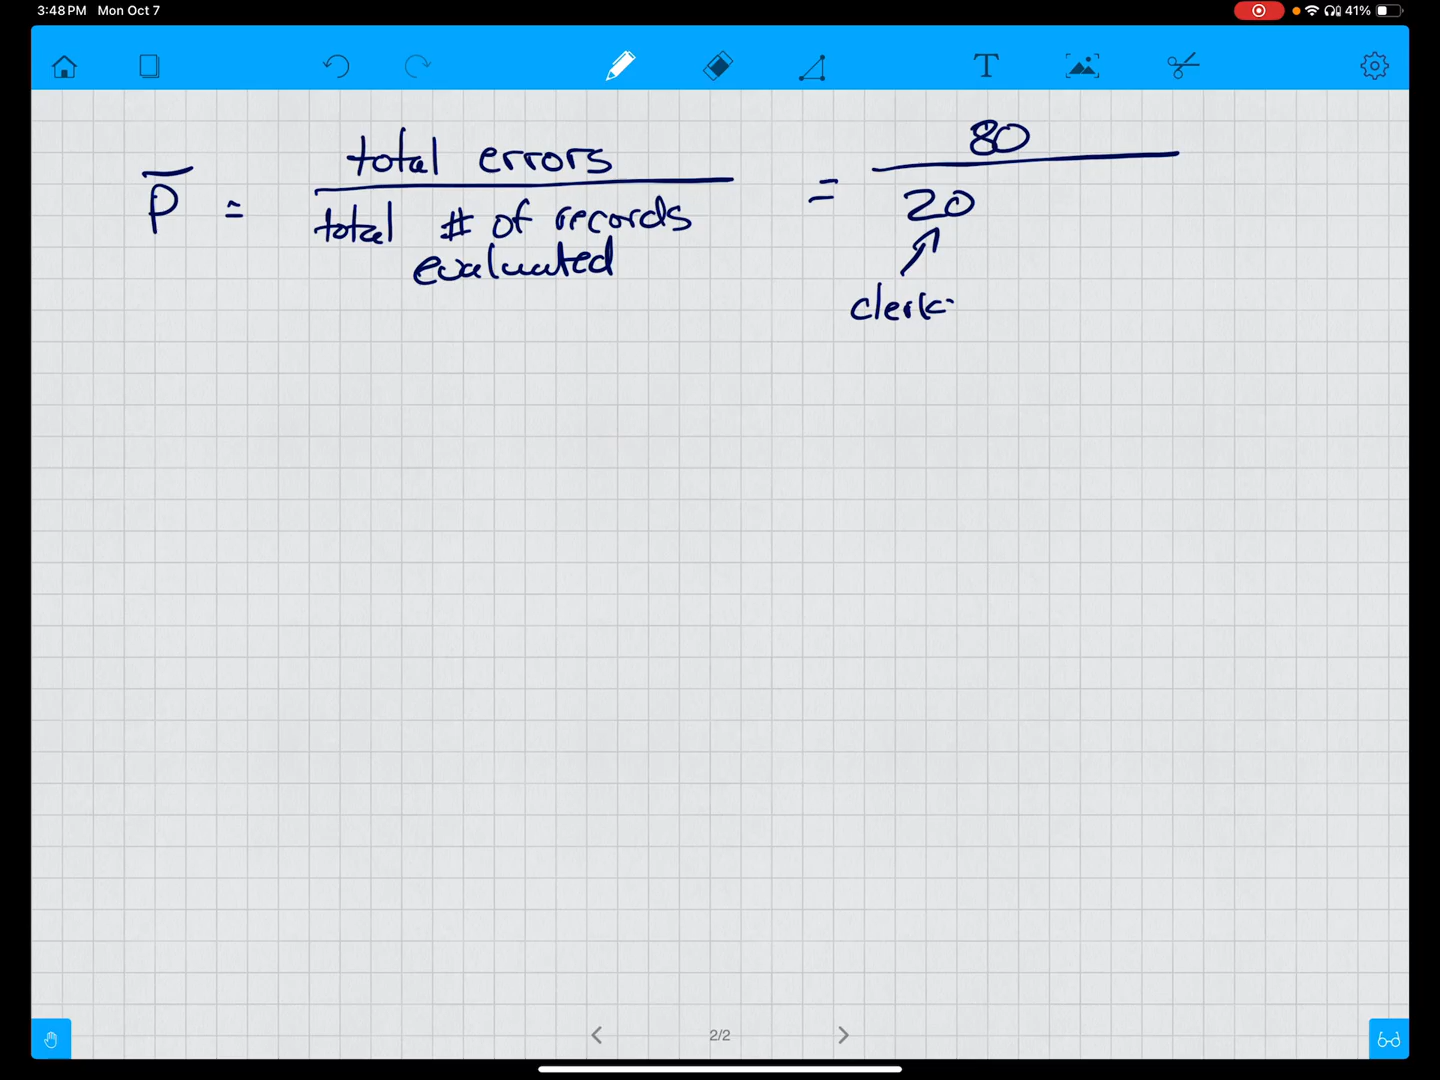 3:48 PM Mon Oct 7
41%
T
total errors
80
P̅ = =
total # of records
20
evaluated
clerk
2/2